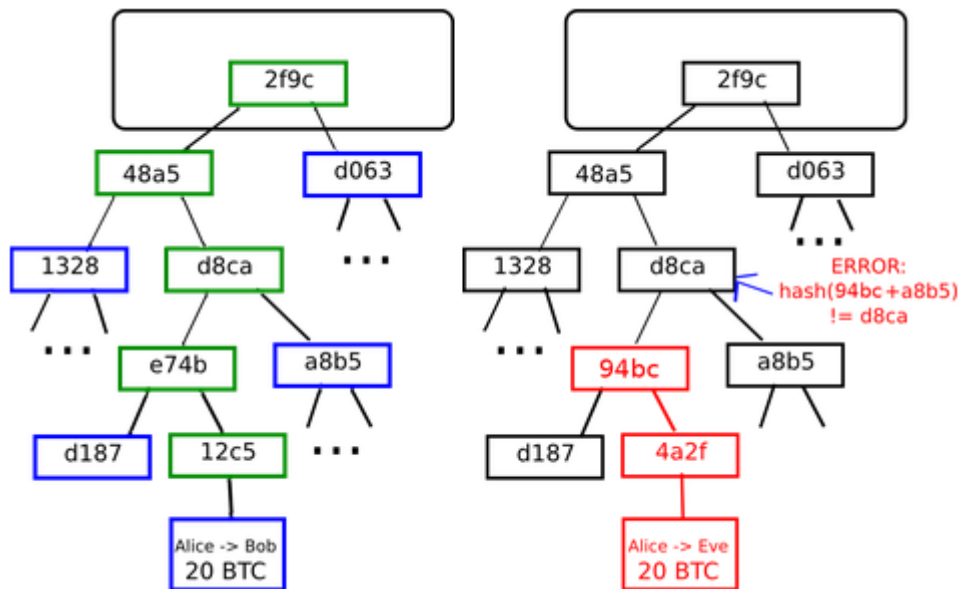 2f9c
48a5
d063
1328
d8ca
...
...
e74b
a8b5
d187
12c5
...
Alice -> Bob
20 BTC
2f9c
48a5
d063
...
1328
d8ca
ERROR:
hash(94bc+a8b5)
!= d8ca
...
94bc
a8b5
d187
4a2f
Alice -> Eve
20 BTC